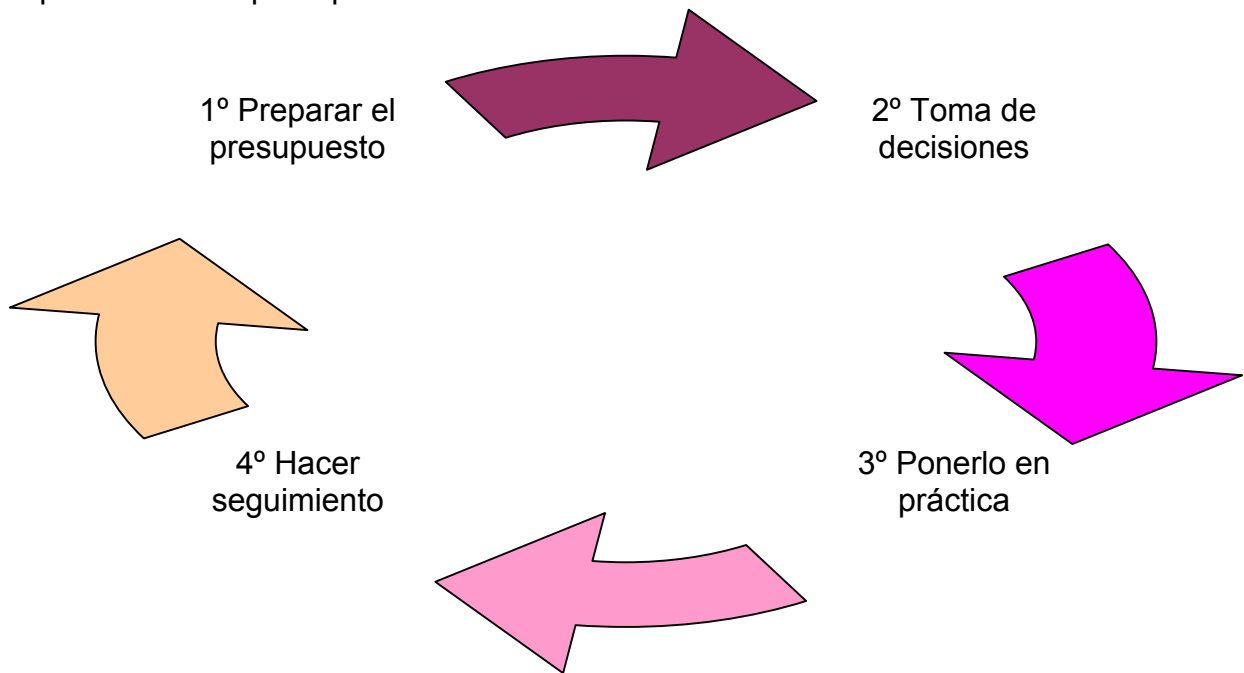 1º Preparar el
presupuesto
2º Toma de
decisiones
3º Ponerlo en
práctica
4º Hacer
seguimiento